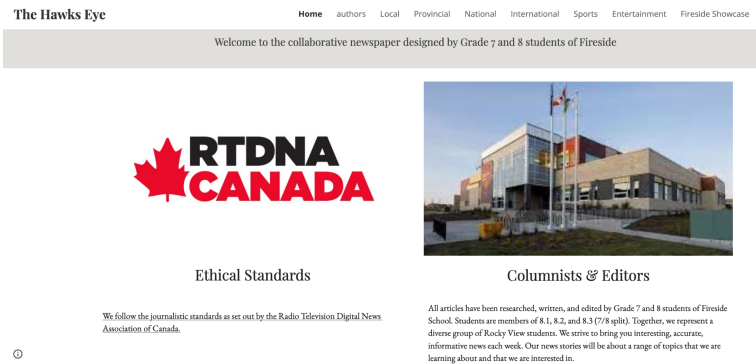 The Hawks Eye
Home authors Local Provincial National International Sports Entertainment Fireside Showcase
Welcome to the collaborative newspaper designed by Grade 7 and 8 students of Fireside
RTDNA
CANADA
Ethical Standards
We follow the journalistic standards as set out by the Radio Television Digital News
Association of Canada.
Columnists & Editors
All articles have been researched, written, and edited by Grade 7 and 8 students of Fireside
School. Students are members of 8.1, 8.2, and 8.3 (7/8 split). Together, we represent a
diverse group of Rocky View students. We strive to bring you interesting, accurate,
informative news each week. Our news stories will be about a range of topics that we are
learning about and that we are interested in.